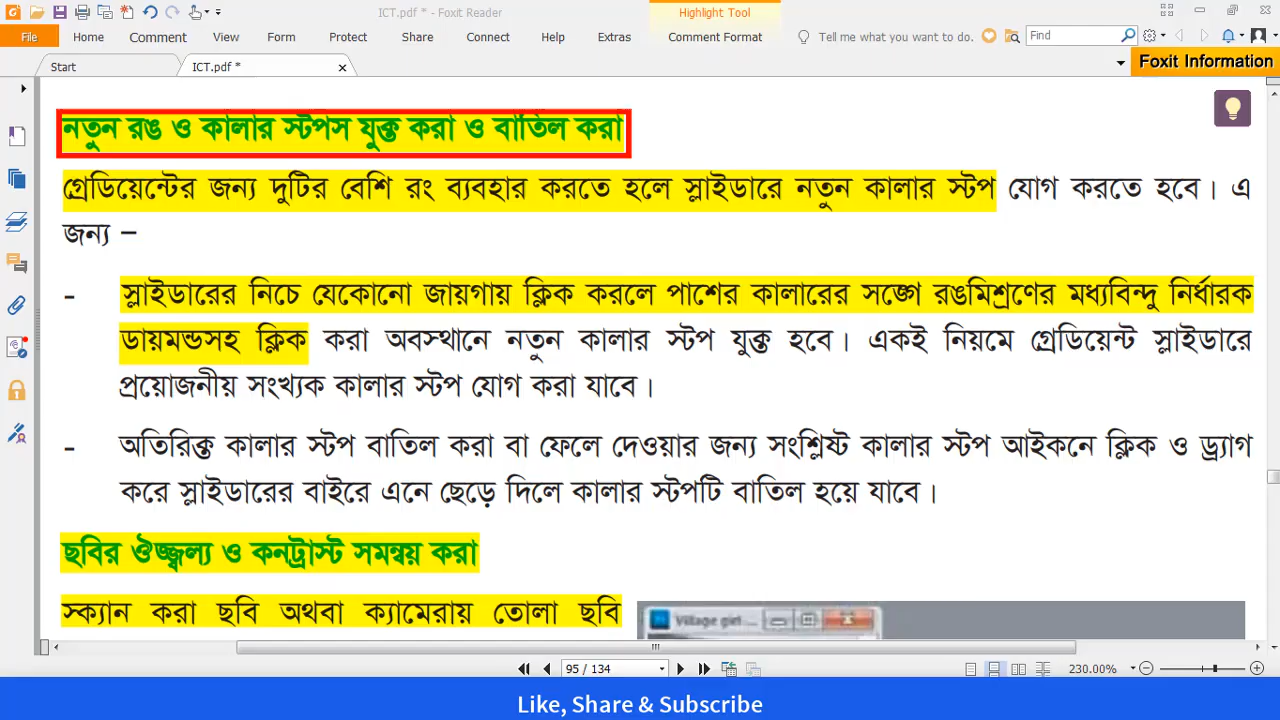 ICT.pdf * - Foxit Reader
Highlight Tool
File Home Comment View Form Protect Share Connect Help Extras Comment Format Tell me what you want to do. Find
Start ICT.pdf * Foxit Information
নতুন রঙ ও কালার স্টপস যুক্ত করা ও বাতিল করা
গ্রেডিয়েন্টের জন্য দুটির বেশি রং ব্যবহার করতে হলে স্লাইডারে নতুন কালার স্টপ যোগ করতে হবে। এ
জন্য –
- স্লাইডারের নিচে যেকোনো জায়গায় ক্লিক করলে পাশের কালারের সঙ্গে রঙমিশ্রণের মধ্যবিন্দু নির্ধারক
ডায়মন্ডসহ ক্লিক করা অবস্থানে নতুন কালার স্টপ যুক্ত হবে। একই নিয়মে গ্রেডিয়েন্ট স্লাইডারে
প্রয়োজনীয় সংখ্যক কালার স্টপ যোগ করা যাবে।
- অতিরিক্ত কালার স্টপ বাতিল করা বা ফেলে দেওয়ার জন্য সংশ্লিষ্ট কালার স্টপ আইকনে ক্লিক ও ড্র্যাগ
করে স্লাইডারের বাইরে এনে ছেড়ে দিলে কালার স্টপটি বাতিল হয়ে যাবে।
ছবির ঔজ্জ্বল্য ও কনট্রাস্ট সমন্বয় করা
স্ক্যান করা ছবি অথবা ক্যামেরায় তোলা ছবি
Village girl ...
95 / 134 230.00%
Like, Share & Subscribe